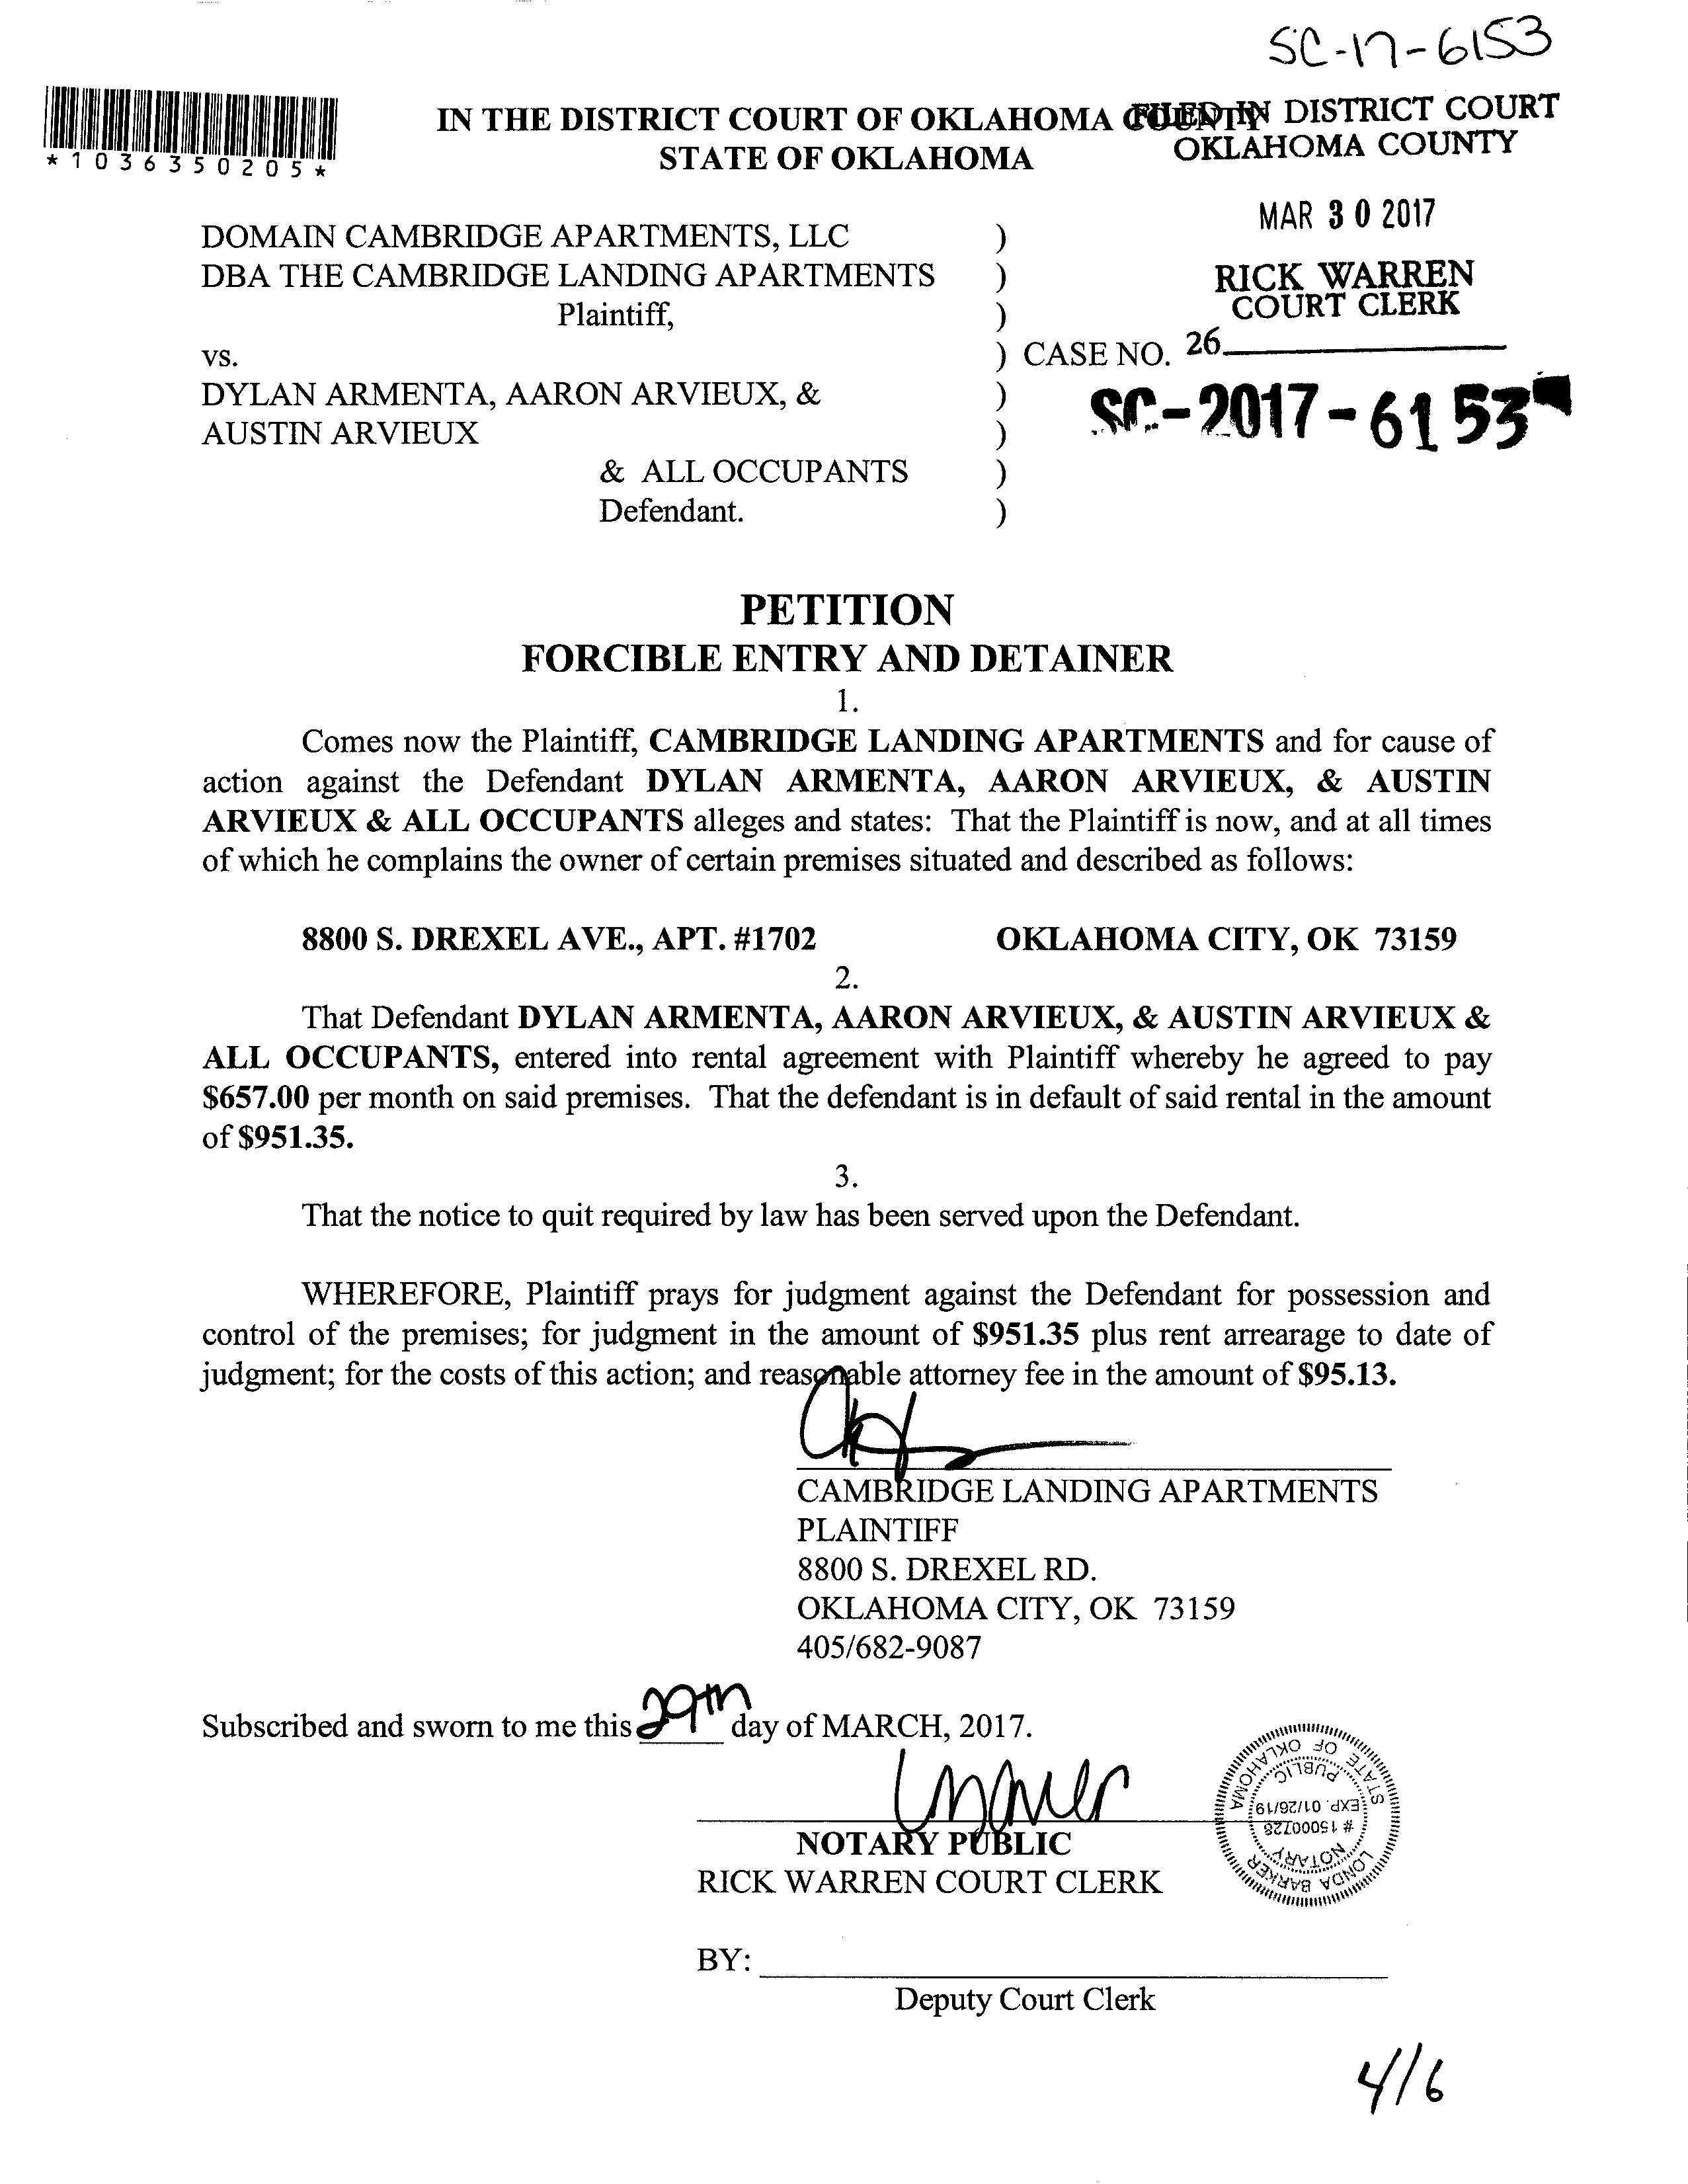 SC-17-6153
*1036350205*
IN THE DISTRICT COURT OF OKLAHOMA COUNTY
STATE OF OKLAHOMA
FILED IN DISTRICT COURT
OKLAHOMA COUNTY
MAR 30 2017
RICK WARREN
COURT CLERK
26
DOMAIN CAMBRIDGE APARTMENTS, LLC )
DBA THE CAMBRIDGE LANDING APARTMENTS )
Plaintiff, )
vs. ) CASE NO.
SC-2017-6153
DYLAN ARMENTA, AARON ARVIEUX, & )
AUSTIN ARVIEUX )
& ALL OCCUPANTS )
Defendant. )
PETITION
FORCIBLE ENTRY AND DETAINER
1.
Comes now the Plaintiff, CAMBRIDGE LANDING APARTMENTS and for cause of
action against the Defendant DYLAN ARMENTA, AARON ARVIEUX, & AUSTIN
ARVIEUX & ALL OCCUPANTS alleges and states: That the Plaintiff is now, and at all times
of which he complains the owner of certain premises situated and described as follows:
8800 S. DREXEL AVE., APT. #1702 OKLAHOMA CITY, OK 73159
2.
That Defendant DYLAN ARMENTA, AARON ARVIEUX, & AUSTIN ARVIEUX &
ALL OCCUPANTS, entered into rental agreement with Plaintiff whereby he agreed to pay
$657.00 per month on said premises. That the defendant is in default of said rental in the amount
of $951.35.
3.
That the notice to quit required by law has been served upon the Defendant.
WHEREFORE, Plaintiff prays for judgment against the Defendant for possession and
control of the premises; for judgment in the amount of $951.35 plus rent arrearage to date of
judgment; for the costs of this action; and reasonable attorney fee in the amount of $95.13.
CAMBRIDGE LANDING APARTMENTS
PLAINTIFF
8800 S. DREXEL RD.
OKLAHOMA CITY, OK 73159
405/682-9087
Subscribed and sworn to me this 29th day of MARCH, 2017.
NOTARY PUBLIC
RICK WARREN COURT CLERK
LONDA BARKER
NOTARY
# 15000728
EXP. 01/26/19
PUBLIC
STATE OF OKLAHOMA
BY:
Deputy Court Clerk
4/16